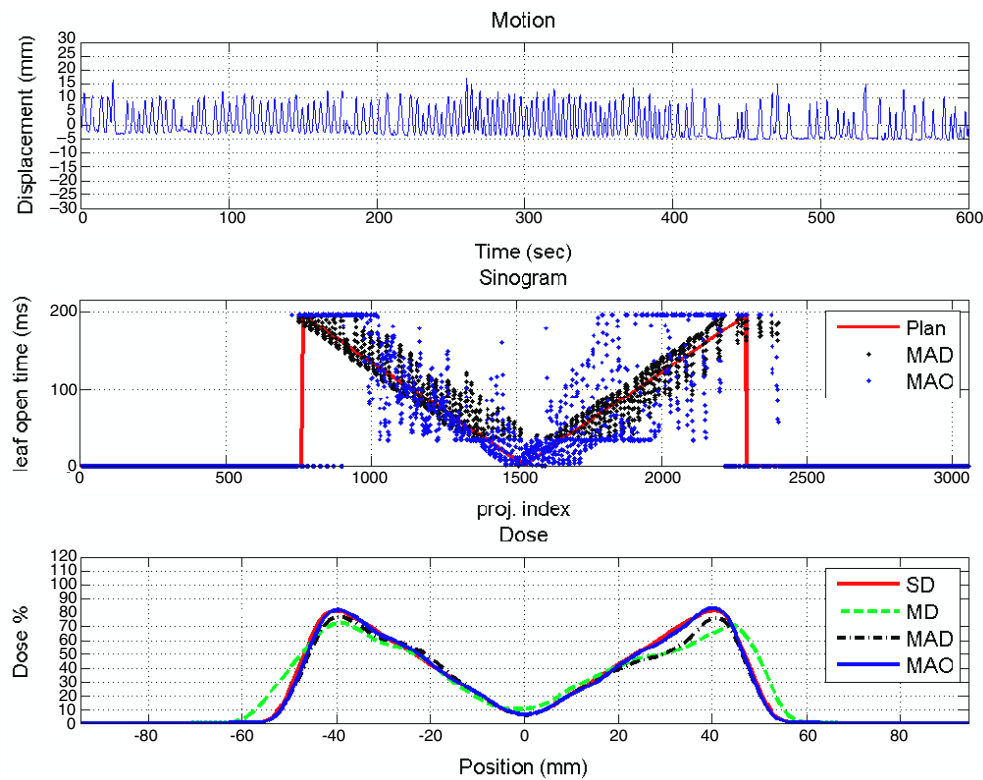 Motion
Displacement (mm)
30
25
20
15
10
5
0
−5
−10
−15
−20
−25
−30
0 100 200 300 400 500 600
Time (sec)
Sinogram
leaf open time (ms)
200
100
0
Plan
MAD
MAO
0 500 1000 1500 2000 2500 3000
proj. index
Dose
Dose %
120
110
100
90
80
70
60
50
40
30
20
10
0
SD
MD
MAD
MAO
-80 -60 -40 -20 0 20 40 60 80
Position (mm)